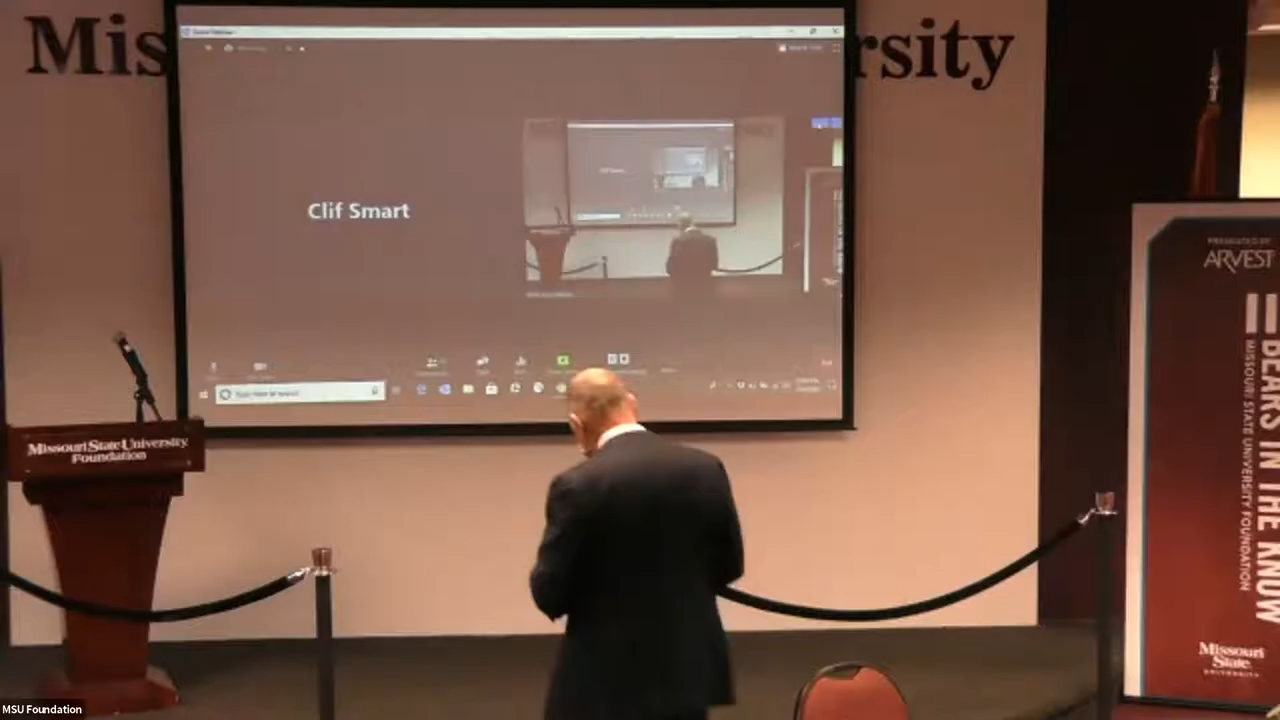 Mis
rsity
Clif Smart
Missouri State University
Foundation
PRESENTED BY
ARVEST
BEARS IN THE KNOW
MISSOURI STATE UNIVERSITY FOUNDATION
Missouri
State
UNIVERSITY
MSU Foundation